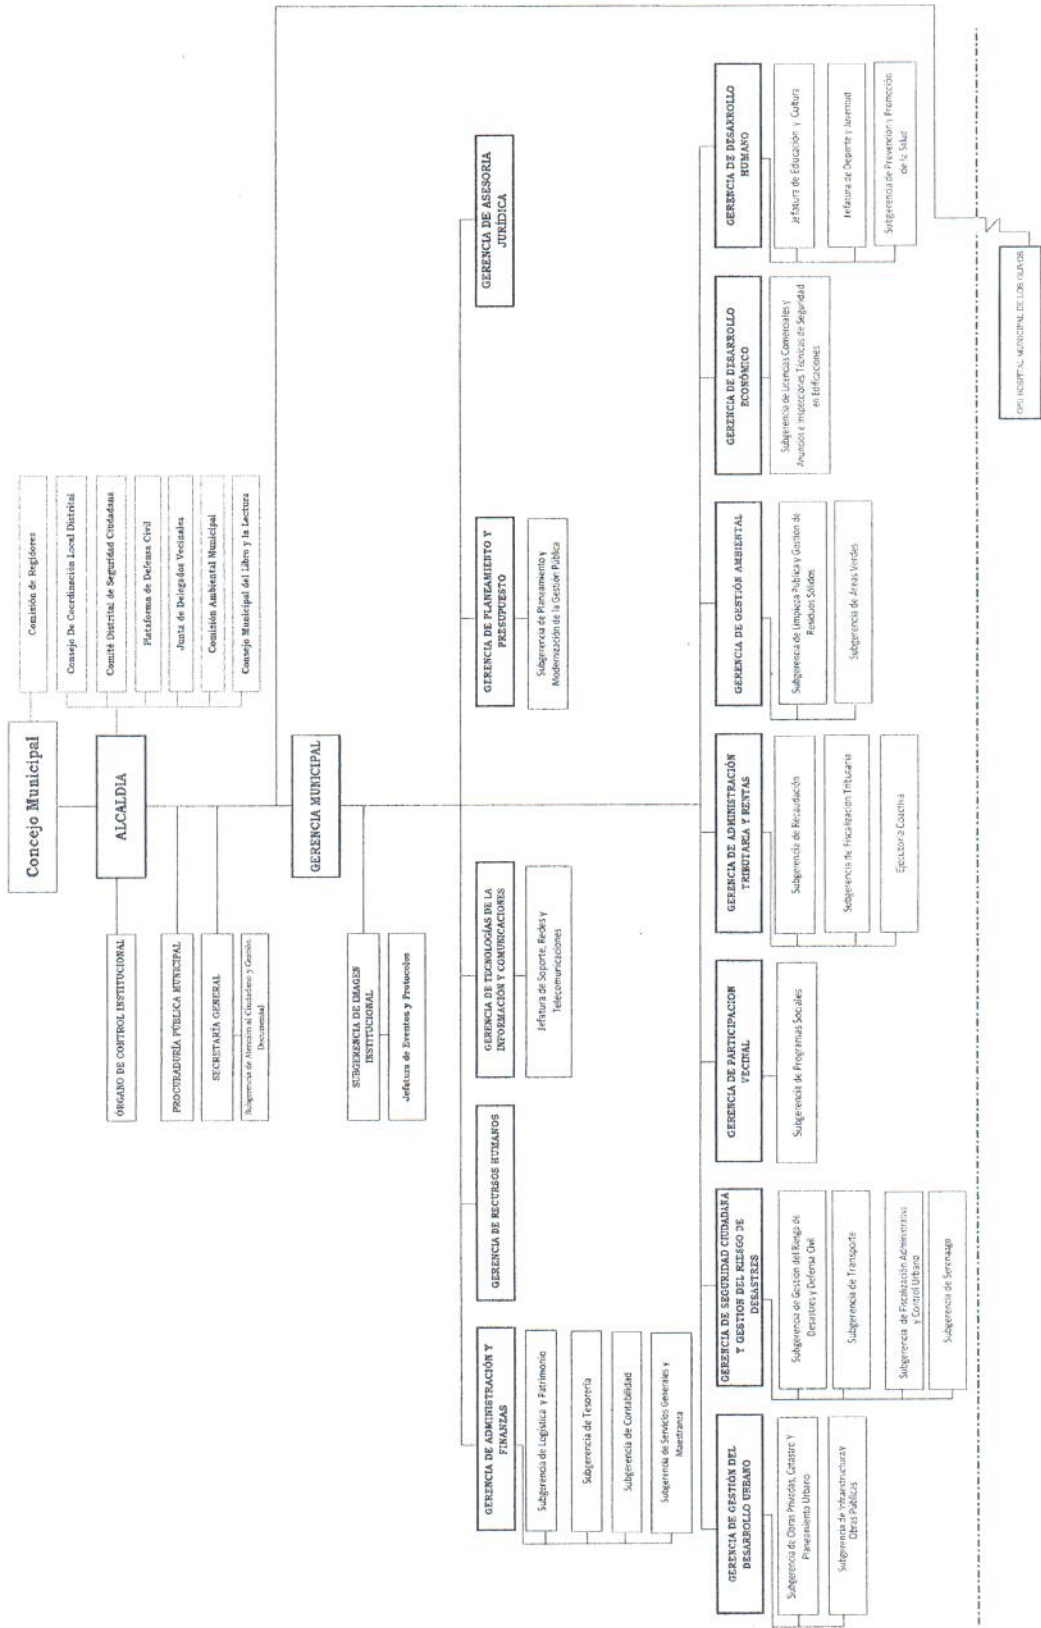 Concejo Municipal
Comisión de Regidores
ALCALDIA
Consejo De Coordinación Local Distrital
Comité Distrital de Seguridad Ciudadana
Plataforma de Defensa Civil
Junta de Delegados Vecinales
Comisión Ambiental Municipal
Consejo Municipal del Libro y la Lectura
ÓRGANO DE CONTROL INSTITUCIONAL
PROCURADURÍA PÚBLICA MUNICIPAL
SECRETARÍA GENERAL
Subgerencia de Atención al Ciudadano y Gestión
Documental
GERENCIA MUNICIPAL
SUBGERENCIA DE IMAGEN
INSTITUCIONAL
Jefatura de Eventos y Protocolos
GERENCIA DE ADMINISTRACIÓN Y
FINANZAS
Subgerencia de Logística y Patrimonio
Subgerencia de Tesorería
Subgerencia de Contabilidad
Subgerencia de Servicios Generales y
Maestranza
GERENCIA DE RECURSOS HUMANOS
GERENCIA DE TECNOLOGÍAS DE LA
INFORMACIÓN Y COMUNICACIONES
Jefatura de Soporte, Redes y
Telecomunicaciones
GERENCIA DE PLANEAMIENTO Y
PRESUPUESTO
Subgerencia de Planeamiento y
Modernización de la Gestión Pública
GERENCIA DE ASESORIA
JURÍDICA
GERENCIA DE GESTIÓN DEL
DESARROLLO URBANO
Subgerencia de Obras Privadas, Catastro Y
Planeamiento Urbano
Subgerencia de Infraestructura y
Obras Públicas
GERENCIA DE SEGURIDAD CIUDADANA
Y GESTION DEL RIESGO DE
DESASTRES
Subgerencia de Gestión del Riesgo de
Desastres y Defensa Civil
Subgerencia de Transporte
Subgerencia de Fiscalización Administrativa
y Control Urbano
Subgerencia de Serenazgo
GERENCIA DE PARTICIPACION
VECINAL
Subgerencia de Programas Sociales
GERENCIA DE ADMINISTRACIÓN
TRIBUTARIA Y RENTAS
Subgerencia de Recaudación
Subgerencia de Fiscalización Tributaria
Ejecutoria Coactiva
GERENCIA DE GESTIÓN AMBIENTAL
Subgerencia de Limpieza Publica y Gestión de
Residuos Sólidos
Subgerencia de Áreas Verdes
GERENCIA DE DESARROLLO
ECONÓMICO
Subgerencia de Licencias Comerciales y
Anuncios e Inspecciones Técnicas de Seguridad
en Edificaciones
GERENCIA DE DESARROLLO
HUMANO
Jefatura de Educación y Cultura
Jefatura de Deporte y Juventud
Subgerencia de Prevención y Promoción
de la Salud
OPD HOSPITAL MUNICIPAL DE LOS OLIVOS